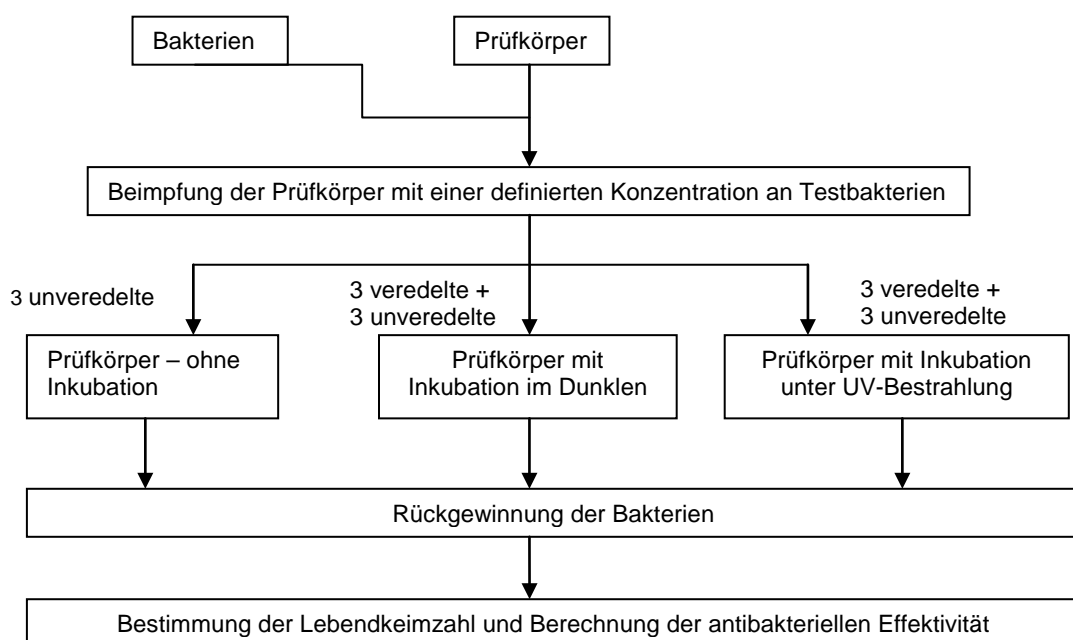 Bakterien
Prüfkörper
Beimpfung der Prüfkörper mit einer definierten Konzentration an Testbakterien
3 unveredelte
3 veredelte +
3 unveredelte
3 veredelte +
3 unveredelte
Prüfkörper – ohne
Inkubation
Prüfkörper mit
Inkubation im Dunklen
Prüfkörper mit Inkubation
unter UV-Bestrahlung
Rückgewinnung der Bakterien
Bestimmung der Lebendkeimzahl und Berechnung der antibakteriellen Effektivität